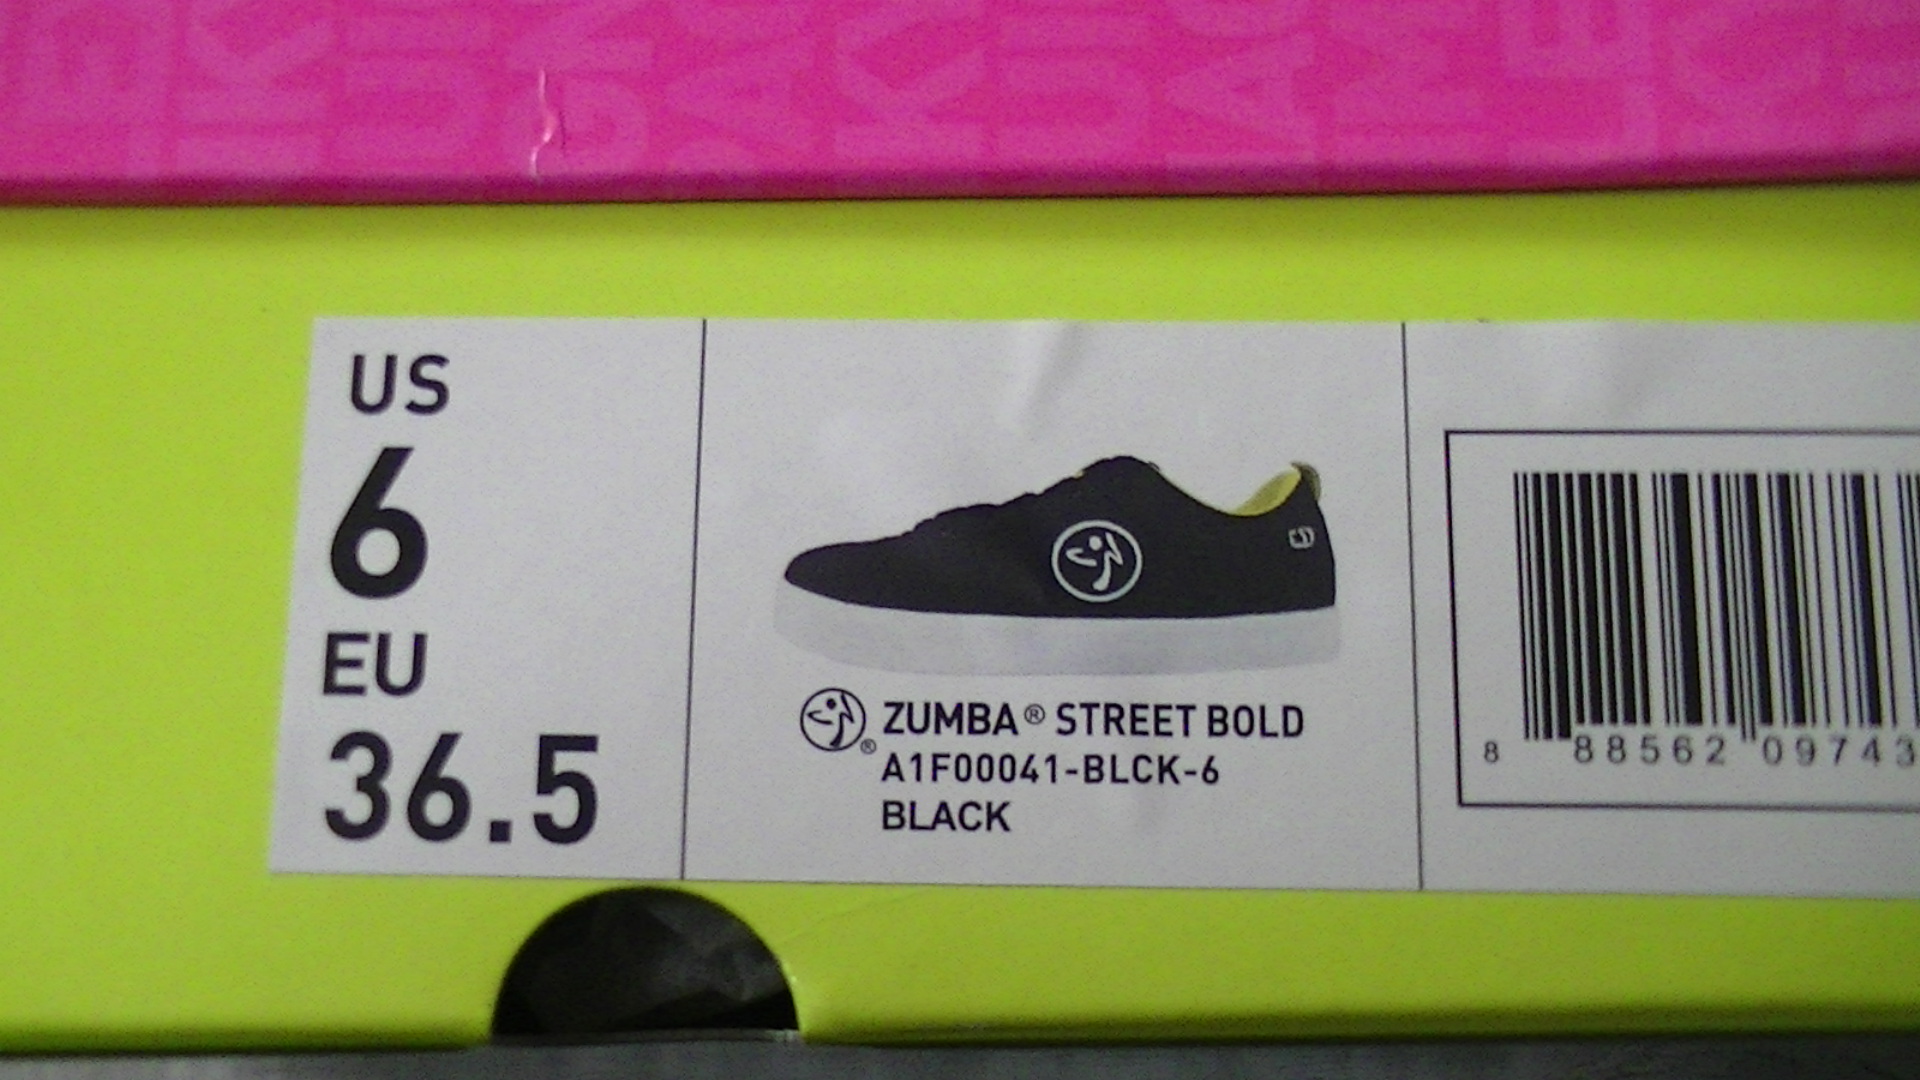 US
6
EU
36.5
® ZUMBA® STREET BOLD
A1F00041-BLCK-6
BLACK
8 88562 09743